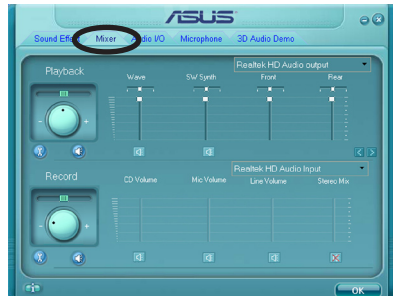 ASUS
Sound Effect Mixer Audio I/O Microphone 3D Audio Demo
Realtek HD Audio output
Playback
Wave SW Synth Front Rear
- +
Realtek HD Audio Input
Record
CD Volume Mic Volume Line Volume Stereo Mix
- +
OK